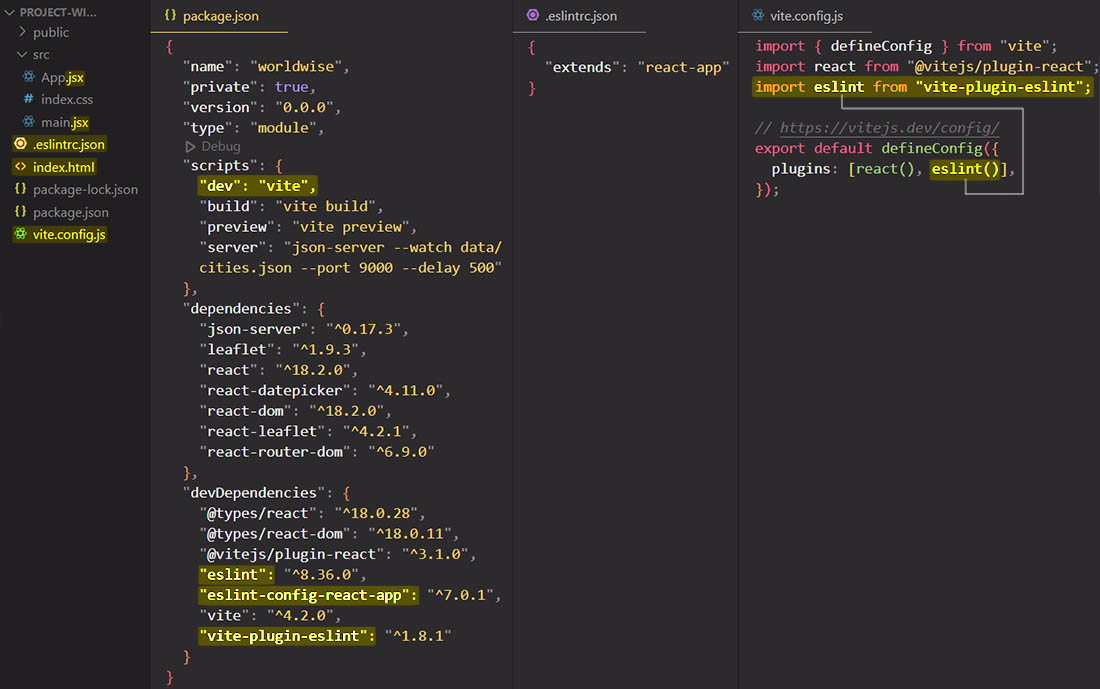 PROJECT-WI...
public
src
App.jsx
index.css
main.jsx
.eslintrc.json
index.html
package-lock.json
package.json
vite.config.js
package.json
{
"name": "worldwise",
"private": true,
"version": "0.0.0",
"type": "module",
Debug
"scripts": {
"dev": "vite",
"build": "vite build",
"preview": "vite preview",
"server": "json-server --watch data/
cities.json --port 9000 --delay 500"
},
"dependencies": {
"json-server": "^0.17.3",
"leaflet": "^1.9.3",
"react": "^18.2.0",
"react-datepicker": "^4.11.0",
"react-dom": "^18.2.0",
"react-leaflet": "^4.2.1",
"react-router-dom": "^6.9.0"
},
"devDependencies": {
"@types/react": "^18.0.28",
"@types/react-dom": "^18.0.11",
"@vitejs/plugin-react": "^3.1.0",
"eslint": "^8.36.0",
"eslint-config-react-app": "^7.0.1",
"vite": "^4.2.0",
"vite-plugin-eslint": "^1.8.1"
}
}
.eslintrc.json
{
"extends": "react-app"
}
vite.config.js
import { defineConfig } from "vite";
import react from "@vitejs/plugin-react";
import eslint from "vite-plugin-eslint";
// https://vitejs.dev/config/
export default defineConfig({
plugins: [react(), eslint()],
});